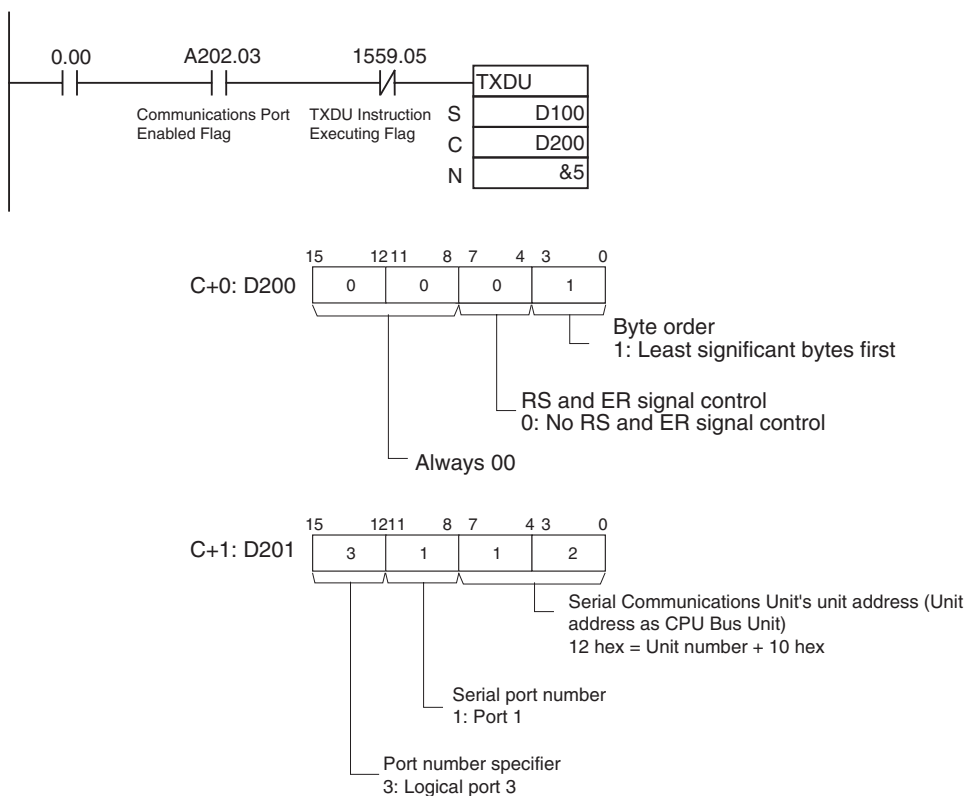 0.00 A202.03 1559.05
TXDU
Communications Port
Enabled Flag
TXDU Instruction
Executing Flag
S D100
C D200
N &5
15 12 11 8 7 4 3 0
C+0: D200 0 0 0 1
Byte order
1: Least significant bytes first
RS and ER signal control
0: No RS and ER signal control
Always 00
15 1211 8 7 4 3 0
C+1: D201 3 1 1 2
Serial Communications Unit's unit address (Unit
address as CPU Bus Unit)
12 hex = Unit number + 10 hex
Serial port number
1: Port 1
Port number specifier
3: Logical port 3